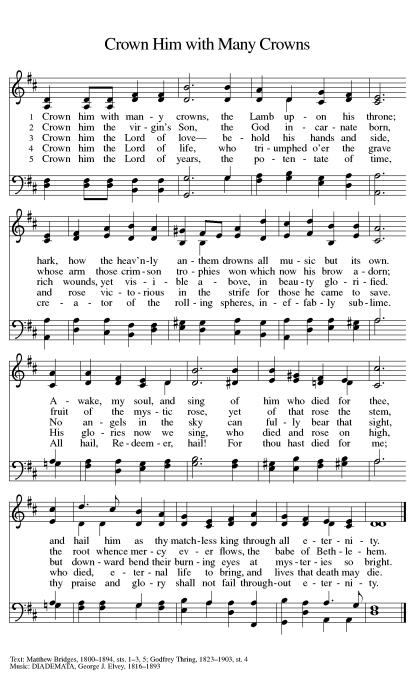 Crown Him with Many Crowns
1 Crown him with man - y crowns, the Lamb up - on his throne;
2 Crown him the vir - gin's Son, the God in - car - nate born,
3 Crown him the Lord of love— be - hold his hands and side,
4 Crown him the Lord of life, who tri - umphed o'er the grave
5 Crown him the Lord of years, the po - ten - tate of time,
hark, how the heav'n-ly an - them drowns all mu - sic but its own.
whose arm those crim - son tro - phies won which now his brow a - dorn;
rich wounds, yet vis - i - ble a - bove, in beau - ty glo - ri - fied.
and rose vic - to - rious in the strife for those he came to save.
cre - a - tor of the roll - ing spheres, in - ef - fab - ly sub - lime.
A - wake, my soul, and sing of him who died for thee,
fruit of the mys - tic rose, yet of that rose the stem,
No an - gels in the sky can ful - ly bear that sight,
His glo - ries now we sing, who died and rose on high,
All hail, Re - deem - er, hail! For thou hast died for me;
and hail him as thy match-less king through all e - ter - ni - ty.
the root whence mer - cy ev - er flows, the babe of Beth - le - hem.
but down - ward bend their burn - ing eyes at mys - ter - ies so bright.
who died, e - ter - nal life to bring, and lives that death may die.
thy praise and glo - ry shall not fail through-out e - ter - ni - ty.
Text: Matthew Bridges, 1800–1894, sts. 1–3, 5; Godfrey Thring, 1823–1903, st. 4
Music: DIADEMATA, George J. Elvey, 1816–1893